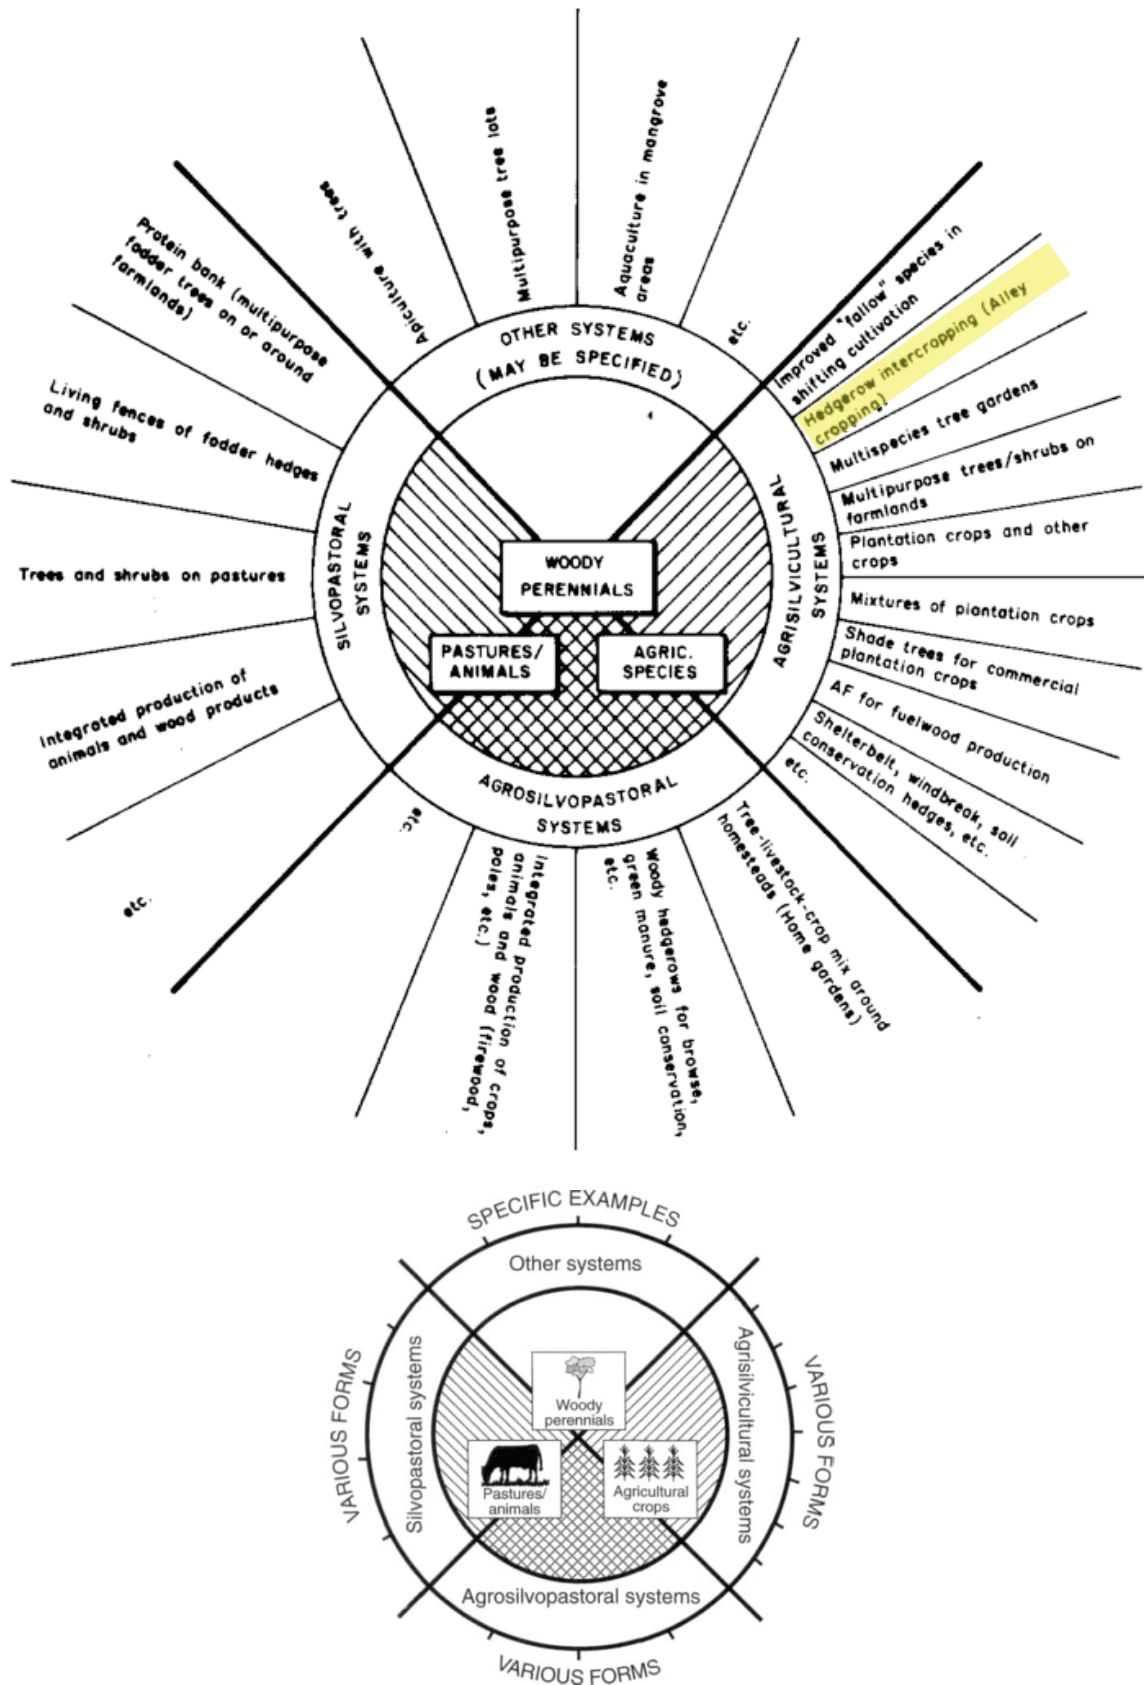 Apiculture with trees
Multipurpose tree lots
Aquaculture in mangrove
areas
etc.
OTHER SYSTEMS
(MAY BE SPECIFIED)
Protein bank (multipurpose
fodder trees on or around
farmlands)
Living fences of fodder hedges
and shrubs
Trees and shrubs on pastures
Integrated production of
animals and wood products
etc.
SILVOPASTORAL
SYSTEMS
WOODY
PERENNIALS
PASTURES/
ANIMALS
AGRIC.
SPECIES
AGRISILVICULTURAL
SYSTEMS
Improved "fallow" species in
shifting cultivation
Hedgerow intercropping (Alley
cropping)
Multispecies tree gardens
Multipurpose trees/shrubs on
farmlands
Plantation crops and other
crops
Mixtures of plantation crops
Shade trees for commercial
plantation crops
AF for fuelwood production
Shelterbelt, windbreak, soil
conservation hedges, etc.
etc.
AGROSILVOPASTORAL
SYSTEMS
etc.
Integrated production of crops,
animals and wood (firewood,
poles, etc.)
Woody hedgerows for browse,
green manure, soil conservation,
etc.
Tree-livestock-crop mix around
homesteads (Home gardens)
SPECIFIC EXAMPLES
Other systems
VARIOUS FORMS
Silvopastoral systems
Woody
perennials
Pastures/
animals
Agricultural
crops
Agrisilvicultural systems
VARIOUS FORMS
Agrosilvopastoral systems
VARIOUS FORMS